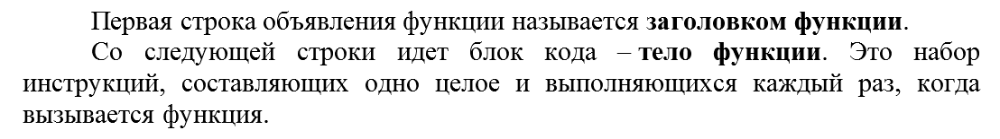 Первая строка объявления функции называется заголовком функции.
Со следующей строки идет блок кода – тело функции. Это набор
инструкций, составляющих одно целое и выполняющихся каждый раз, когда
вызывается функция.